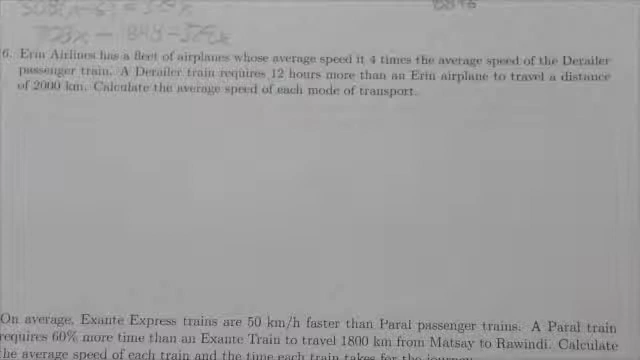 6. Erin Airlines has a fleet of airplanes whose average speed it 4 times the average speed of the Derailer
passenger train. A Derailer train requires 12 hours more than an Erin airplane to travel a distance
of 2000 km. Calculate the average speed of each mode of transport.
On average, Exante Express trains are 50 km/h faster than Paral passenger trains. A Paral train
requires 60% more time than an Exante Train to travel 1800 km from Matsay to Rawindi. Calculate
the average speed of each train and the time each train takes for the journey.